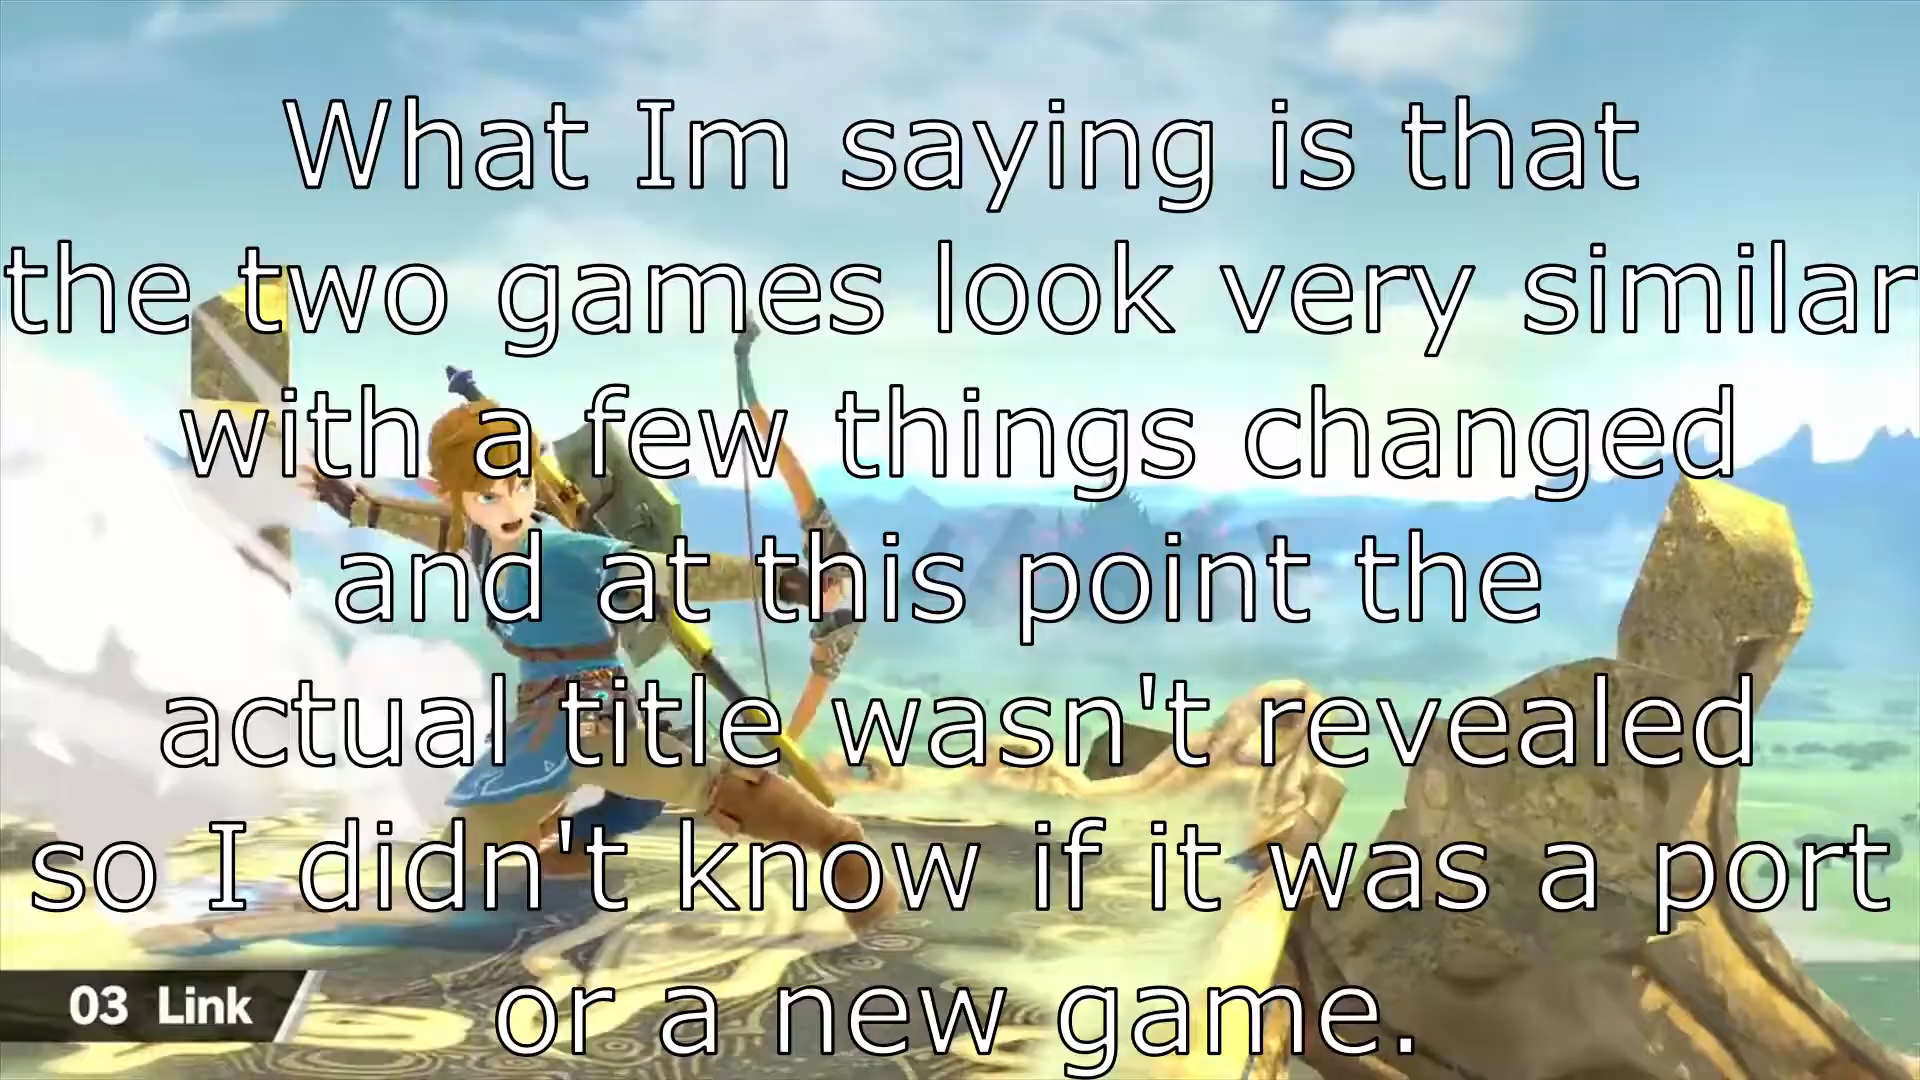 What Im saying is that
the two games look very similar
with a few things changed
and at this point the
actual title wasn't revealed
so I didn't know if it was a port
or a new game.
03 Link